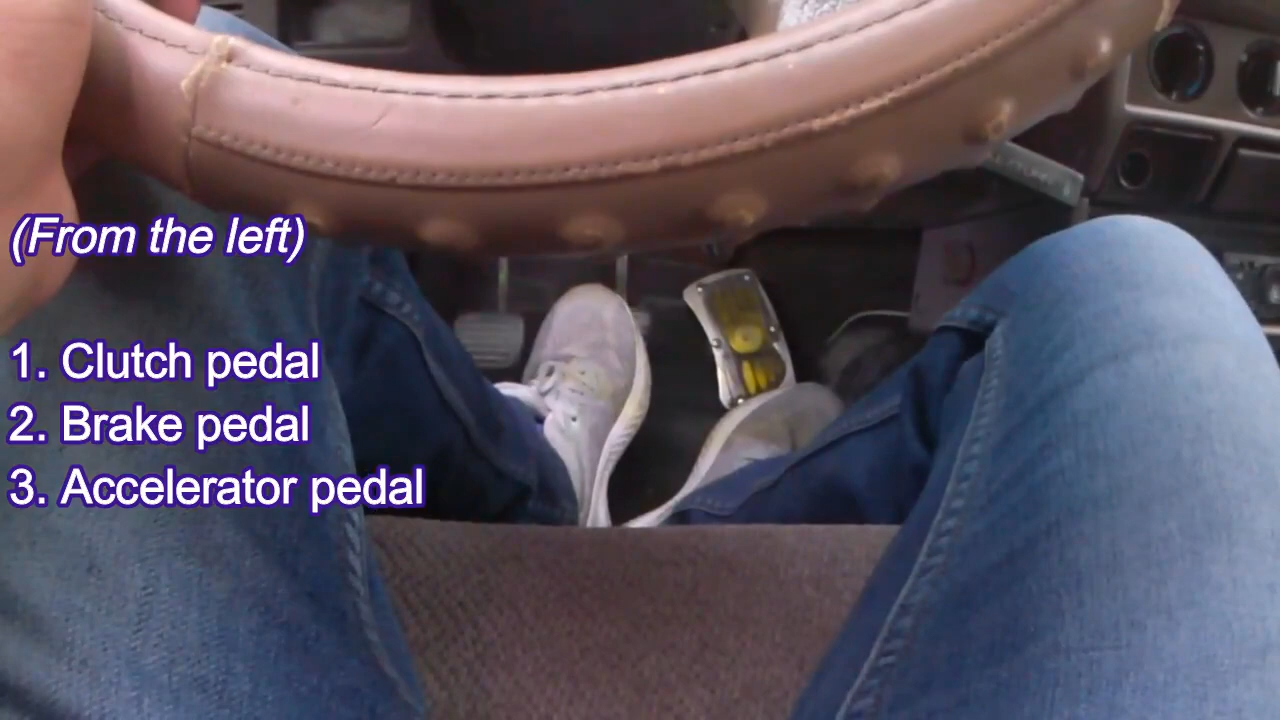 (From the left)
1. Clutch pedal
2. Brake pedal
3. Accelerator pedal